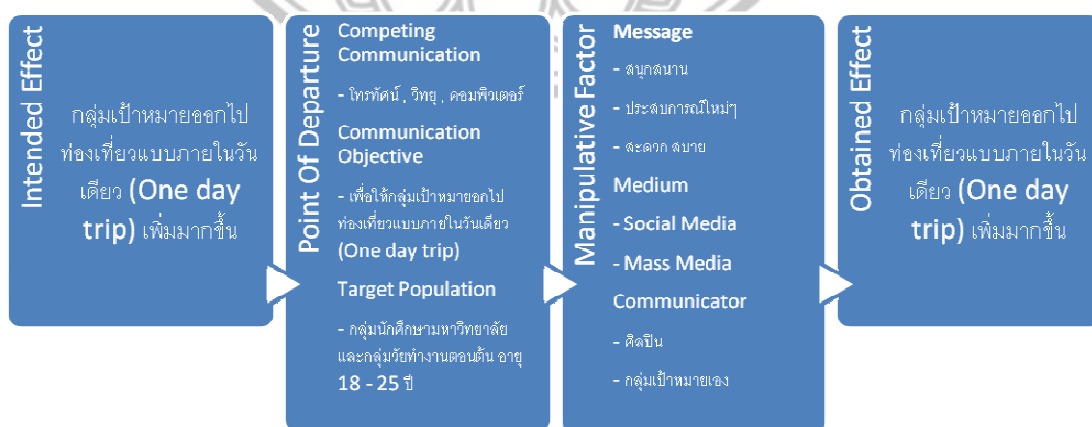 Intended Effect
กลุ่มเป้าหมายออกไป
ท่องเที่ยวแบบภายในวัน
เดียว (One day
trip) เพิ่มมากขึ้น
Point Of Departure
Competing
Communication
- โทรทัศน์ , วิทยุ , คอมพิวเตอร์
Communication
Objective
- เพื่อให้กลุ่มเป้าหมายออกไป
ท่องเที่ยวแบบภายในวันเดียว
(One day trip)
Target Population
- กลุ่มนักศึกษามหาวิทยาลัย
และกลุ่มวัยทำงานตอนต้น อายุ
18 - 25 ปี
Manipulative Factor
Message
- สนุกสนาน
- ประสบการณ์ใหม่ๆ
- สะดวก สบาย
Medium
- Social Media
- Mass Media
Communicator
- ศิลปิน
- กลุ่มเป้าหมายเอง
Obtained Effect
กลุ่มเป้าหมายออกไป
ท่องเที่ยวแบบภายในวัน
เดียว (One day
trip) เพิ่มมากขึ้น